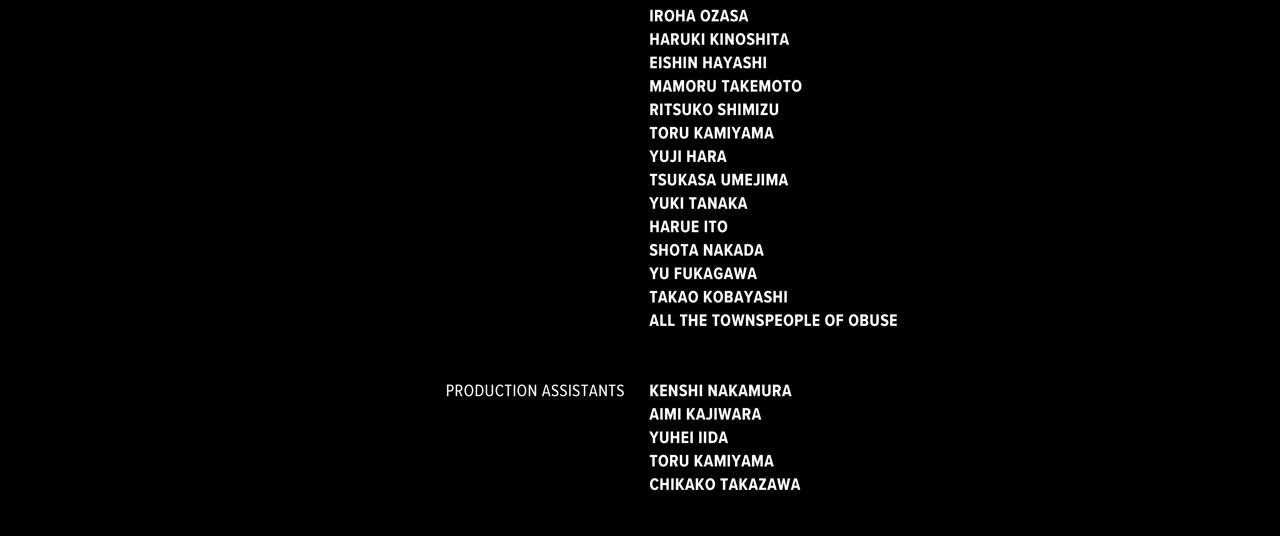 IROHA OZASA
HARUKI KINOSHITA
EISHIN HAYASHI
MAMORU TAKEMOTO
RITSUKO SHIMIZU
TORU KAMIYAMA
YUJI HARA
TSUKASA UMEJIMA
YUKI TANAKA
HARUE ITO
SHOTA NAKADA
YU FUKAGAWA
TAKAO KOBAYASHI
ALL THE TOWNSPEOPLE OF OBUSE
PRODUCTION ASSISTANTS KENSHI NAKAMURA
AIMI KAJIWARA
YUHEI IIDA
TORU KAMIYAMA
CHIKAKO TAKAZAWA